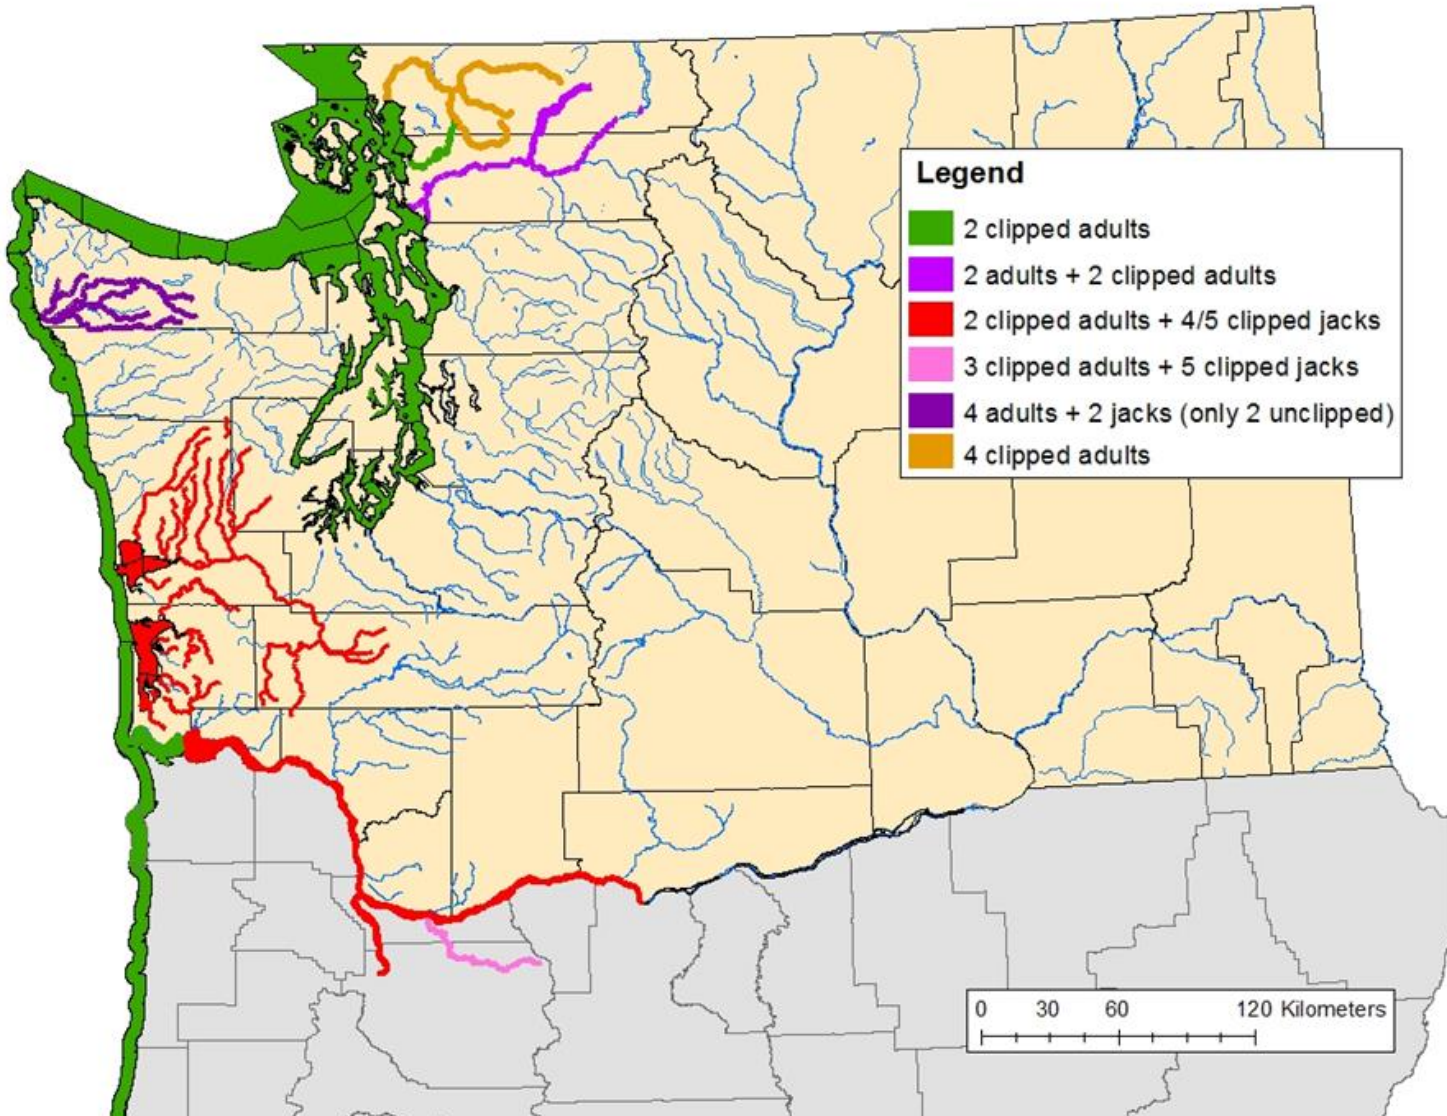 Legend
2 clipped adults
2 adults + 2 clipped adults
2 clipped adults + 4/5 clipped jacks
3 clipped adults + 5 clipped jacks
4 adults + 2 jacks (only 2 unclipped)
4 clipped adults
0 30 60 120 Kilometers